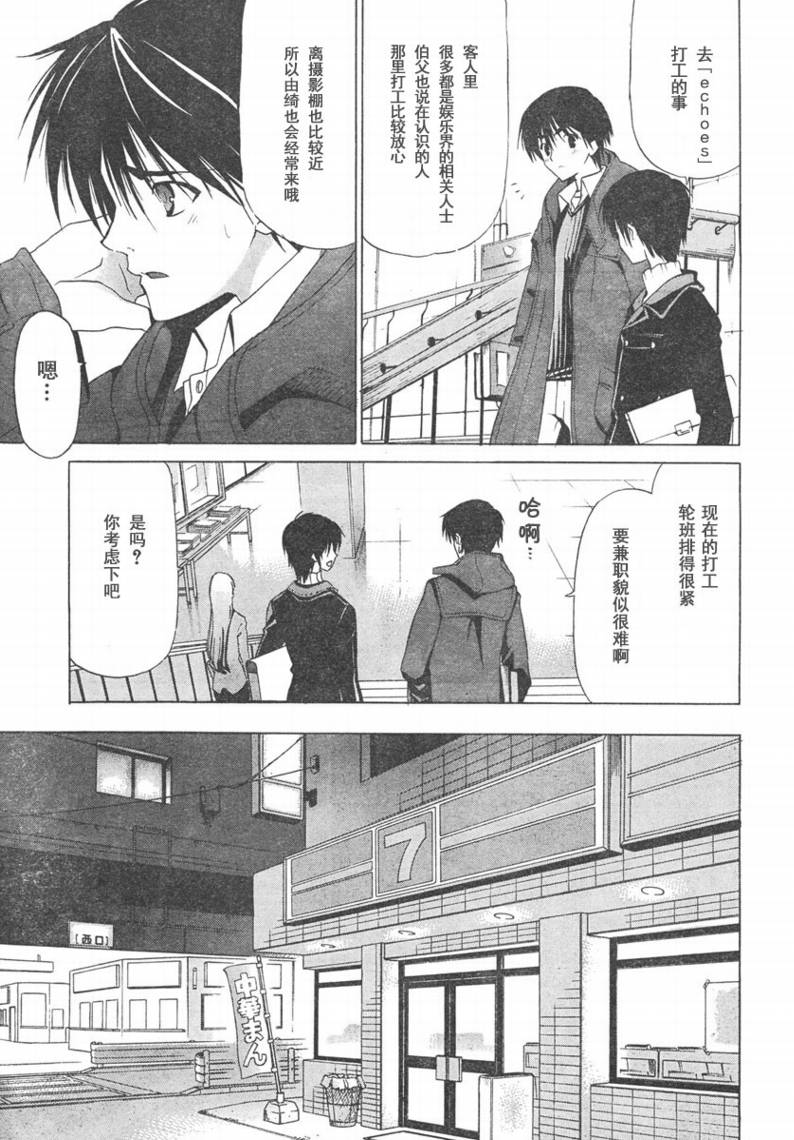 去「echoes」
打工的事
客人里
很多都是娱乐界的相关人士
伯父也说在认识的人
那里打工比较放心
离摄影棚也比较近
所以由绮也会经常来哦
嗯…
现在的打工
轮班排得很紧
要兼职貌似很难啊
哈啊…
是吗？
你考虑下吧
7
［西口］
中華まん